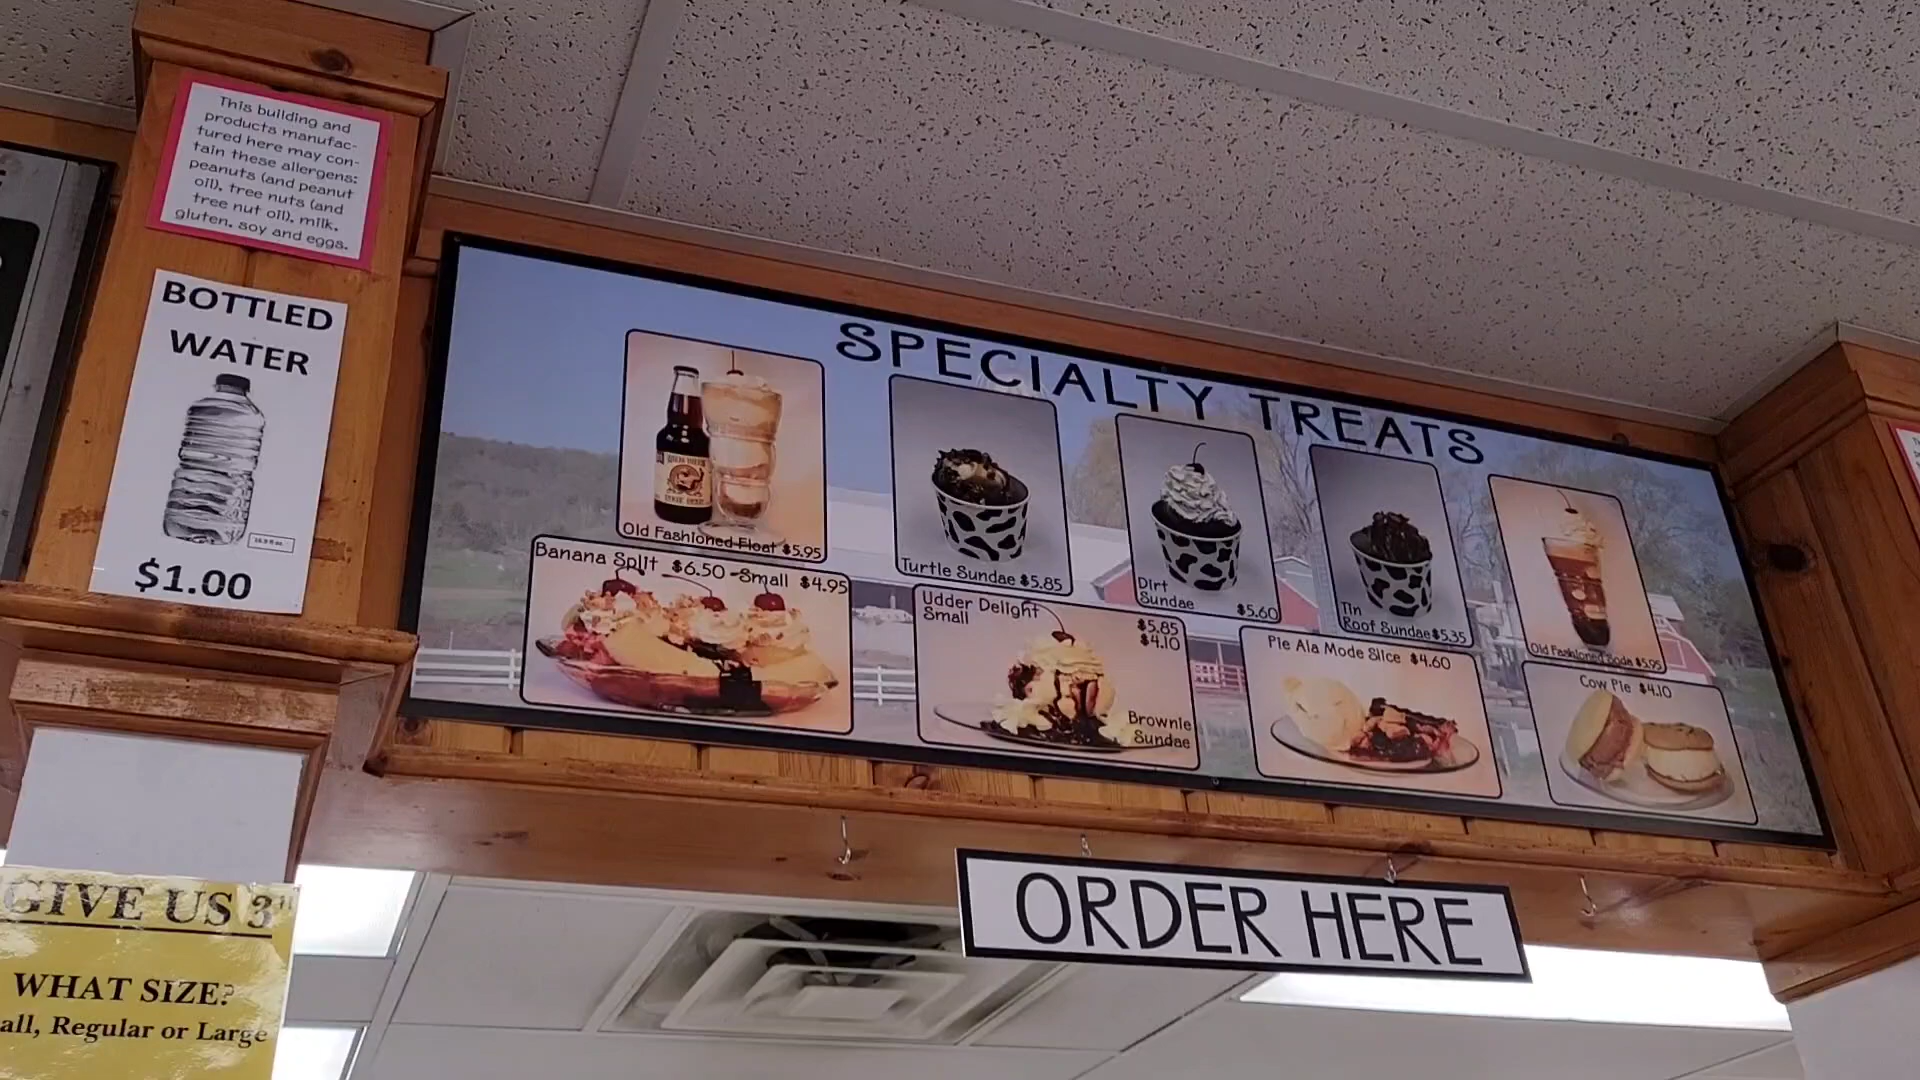 This building and
products manufac-
tured here may con-
tain these allergens:
peanuts (and peanut
oil), tree nuts (and
tree nut oil), milk,
gluten, soy and eggs.
BOTTLED
WATER
$1.00
GIVE US 3"
WHAT SIZE?
all, Regular or Large
SPECIALTY TREATS
Old Fashioned Float $5.95
Turtle Sundae $5.85
Dirt
Sundae $5.60
Tin
Roof Sundae $5.35
Old Fashioned Soda $5.95
Banana Split $6.50 -Small $4.95
Udder Delight $5.85
Small $4.10
Brownie
Sundae
Pie Ala Mode Slice $4.60
Cow Pie $4.10
ORDER HERE